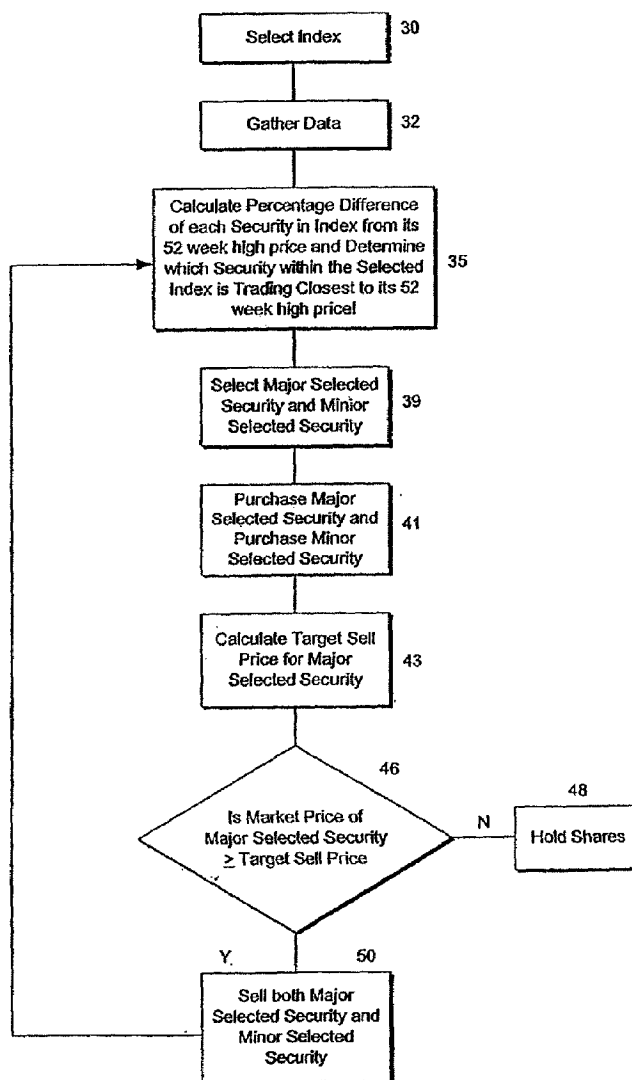 Select Index
30
Gather Data
32
Calculate Percentage Difference
of each Security in Index from its
52 week high price and Determine
which Security within the Selected
Index is Trading Closest to its 52
week high price!
35
Select Major Selected
Security and Minior
Selected Security
39
Purchase Major
Selected Security and
Purchase Minor
Selected Security
41
Calculate Target Sell
Price for Major
Selected Security
43
46
Is Market Price of
Major Selected Security
≥ Target Sell Price
N
48
Hold Shares
Y
50
Sell both Major
Selected Security and
Minor Selected
Security